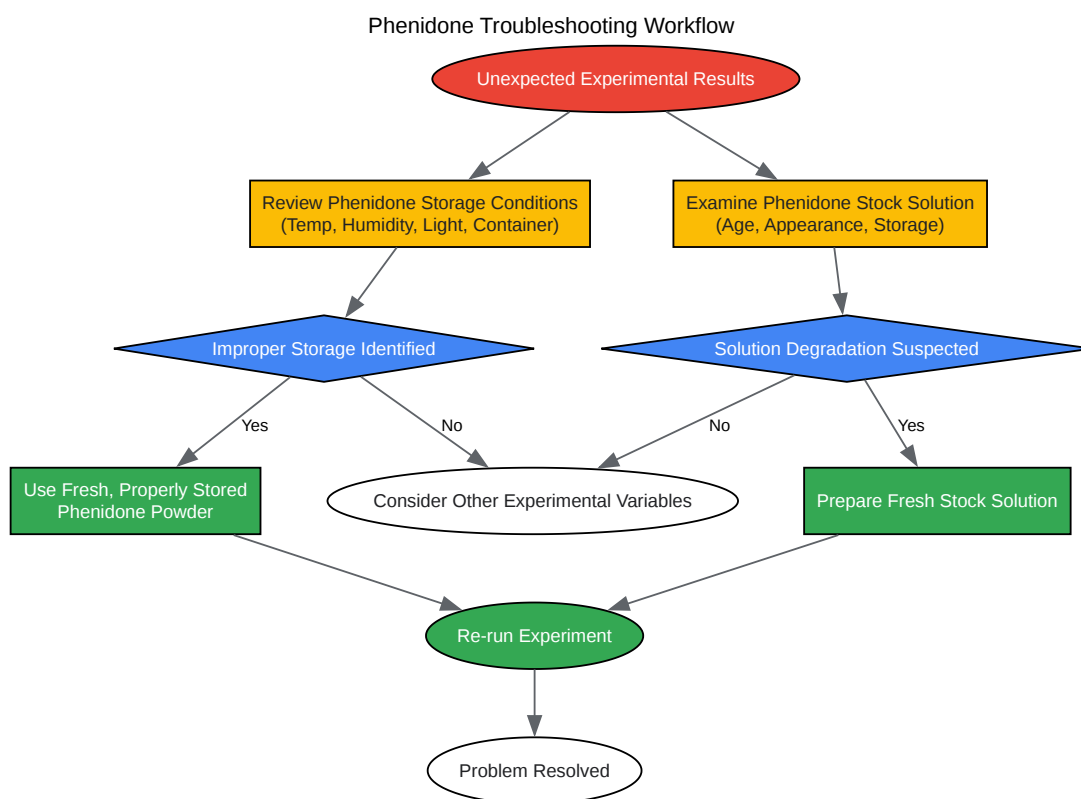 Phenidone Troubleshooting Workflow
Unexpected Experimental Results
Review Phenidone Storage Conditions
(Temp, Humidity, Light, Container)
Examine Phenidone Stock Solution
(Age, Appearance, Storage)
Improper Storage Identified
Solution Degradation Suspected
Yes
No
No
Yes
Use Fresh, Properly Stored
Phenidone Powder
Consider Other Experimental Variables
Prepare Fresh Stock Solution
Re-run Experiment
Problem Resolved